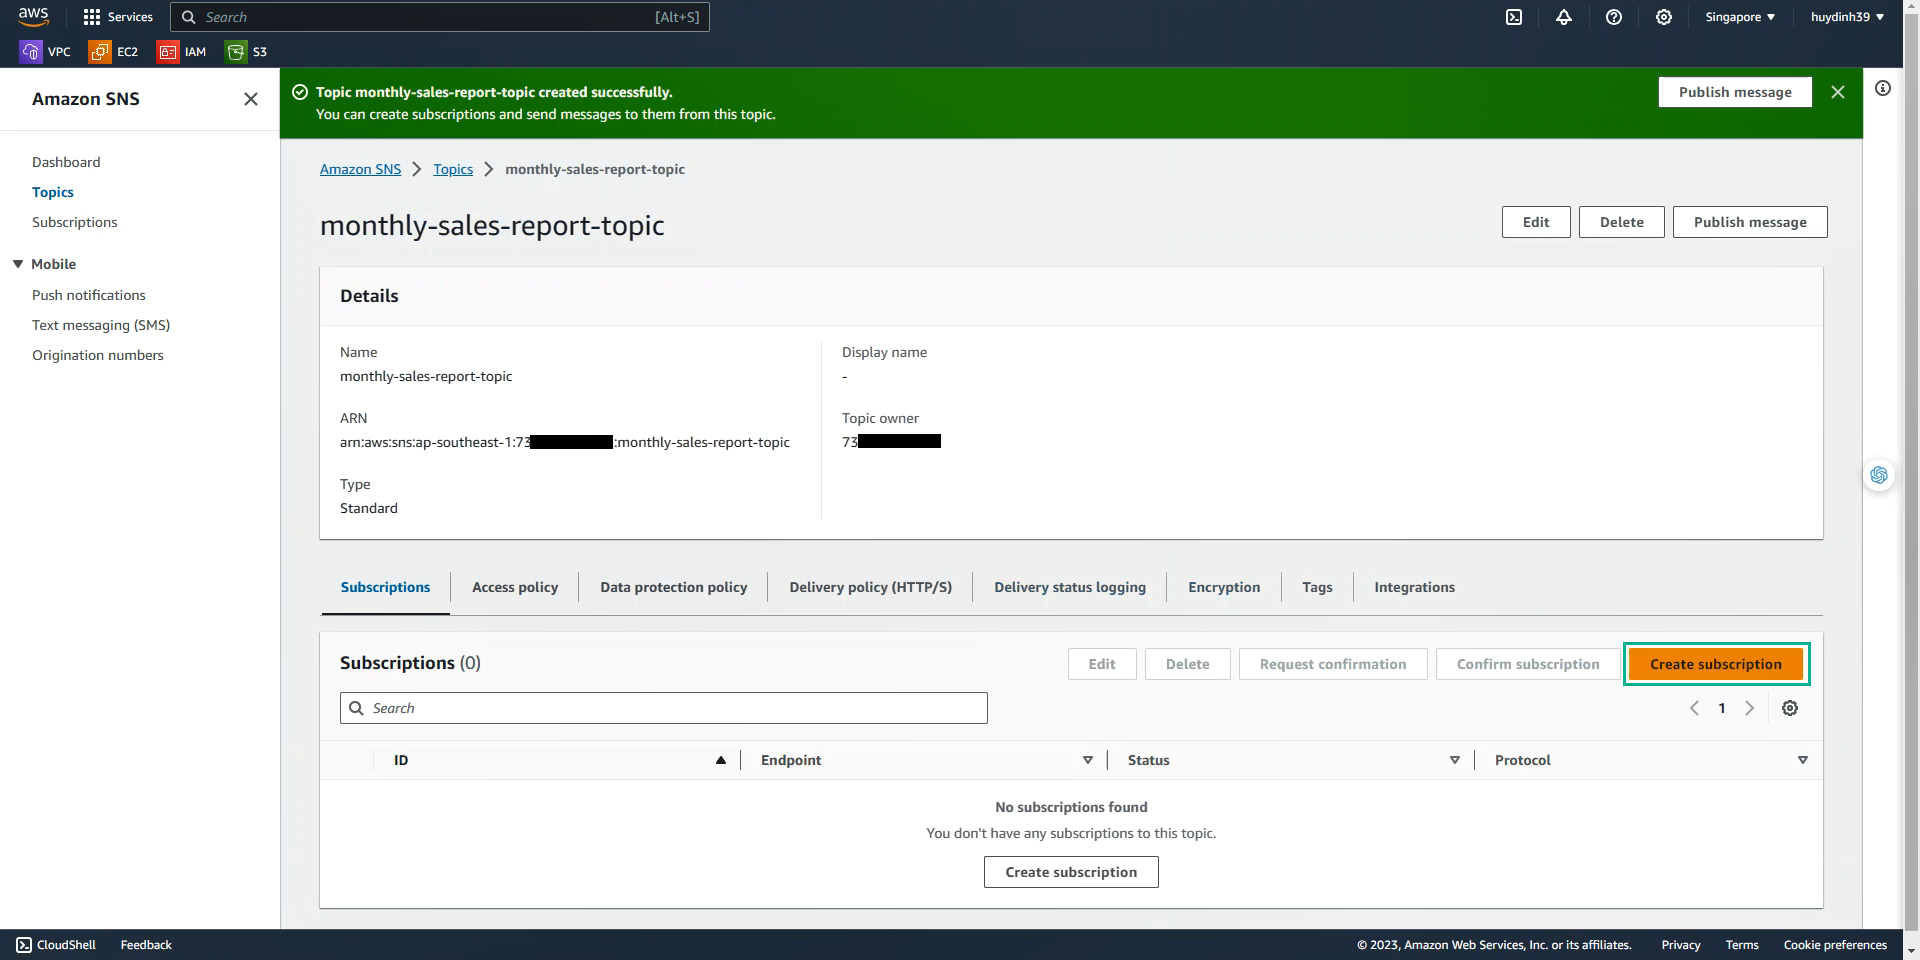 aws
Services
Search
[Alt+S]
Singapore
huydinh39
VPC
EC2
IAM
S3
Amazon SNS
Dashboard
Topics
Subscriptions
Mobile
Push notifications
Text messaging (SMS)
Origination numbers
Topic monthly-sales-report-topic created successfully.
You can create subscriptions and send messages to them from this topic.
Publish message
Amazon SNS
Topics
monthly-sales-report-topic
monthly-sales-report-topic
Edit
Delete
Publish message
Details
Name
monthly-sales-report-topic
Display name
-
ARN
arn:aws:sns:ap-southeast-1:73 :monthly-sales-report-topic
Topic owner
73
Type
Standard
Subscriptions
Access policy
Data protection policy
Delivery policy (HTTP/S)
Delivery status logging
Encryption
Tags
Integrations
Subscriptions (0)
Edit
Delete
Request confirmation
Confirm subscription
Create subscription
Search
1
ID
Endpoint
Status
Protocol
No subscriptions found
You don't have any subscriptions to this topic.
Create subscription
CloudShell
Feedback
© 2023, Amazon Web Services, Inc. or its affiliates.
Privacy
Terms
Cookie preferences